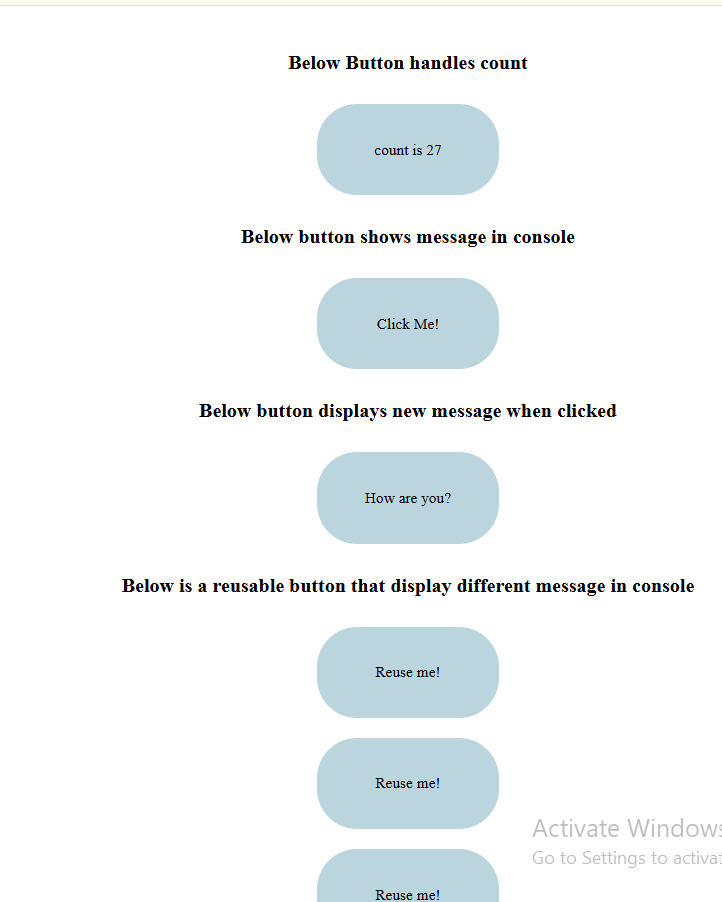 Below Button handles count
count is 27
Below button shows message in console
Click Me!
Below button displays new message when clicked
How are you?
Below is a reusable button that display different message in console
Reuse me!
Reuse me!
Activate Windows
Go to Settings to activat
Reuse me!